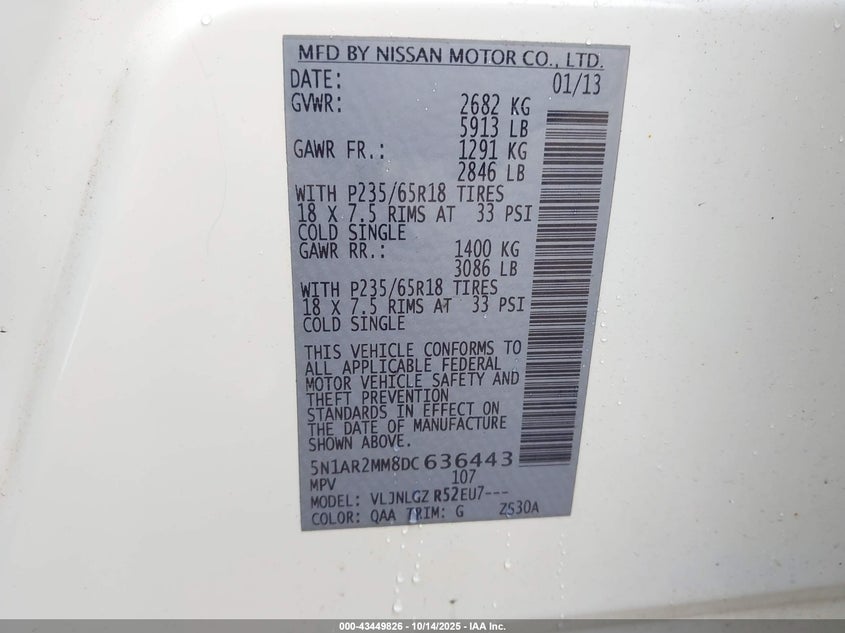 MFD BY NISSAN MOTOR CO., LTD.
DATE: 01/13
GVWR: 2682 KG
5913 LB
GAWR FR.: 1291 KG
2846 LB
WITH P235/65R18 TIRES
18 X 7.5 RIMS AT 33 PSI
COLD SINGLE
GAWR RR.: 1400 KG
3086 LB
WITH P235/65R18 TIRES
18 X 7.5 RIMS AT 33 PSI
COLD SINGLE
THIS VEHICLE CONFORMS TO
ALL APPLICABLE FEDERAL
MOTOR VEHICLE SAFETY AND
THEFT PREVENTION
STANDARDS IN EFFECT ON
THE DATE OF MANUFACTURE
SHOWN ABOVE.
5N1AR2MM8DC636443
MPV 107
MODEL: VLJNLGZ R52EU7---
COLOR: QAA TRIM: G ZS30A
000-43449826 - 10/14/2025 - IAA Inc.